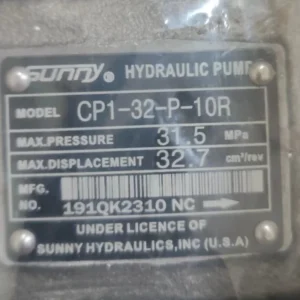 sunny® HYDRAULIC PUMP
MODEL CP1-32-P-10R
MAX.PRESSURE 31.5 MPa
MAX.DISPLACEMENT 32.7 cm³/rev
MFG.
NO. 191QK2310 NC
UNDER LICENCE OF
SUNNY HYDRAULICS,INC (U.S.A)